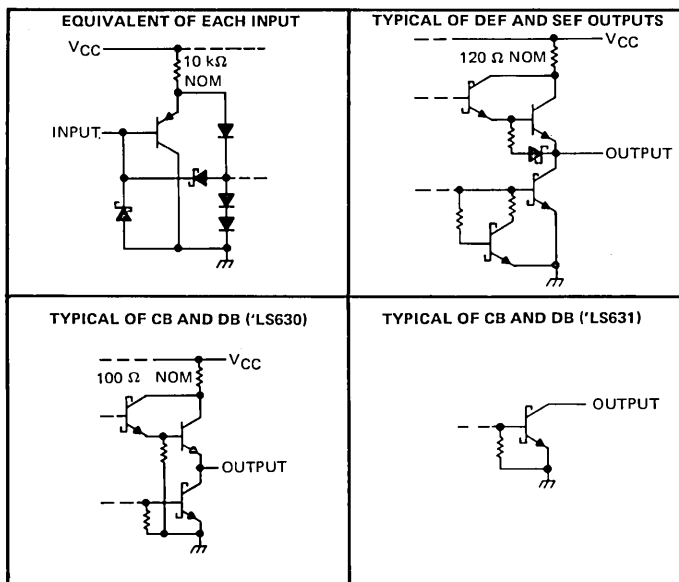 EQUIVALENT OF EACH INPUT
VCC
10 kΩ
NOM
INPUT
TYPICAL OF DEF AND SEF OUTPUTS
VCC
120 Ω NOM
OUTPUT
TYPICAL OF CB AND DB ('LS630)
VCC
100 Ω NOM
OUTPUT
TYPICAL OF CB AND DB ('LS631)
OUTPUT